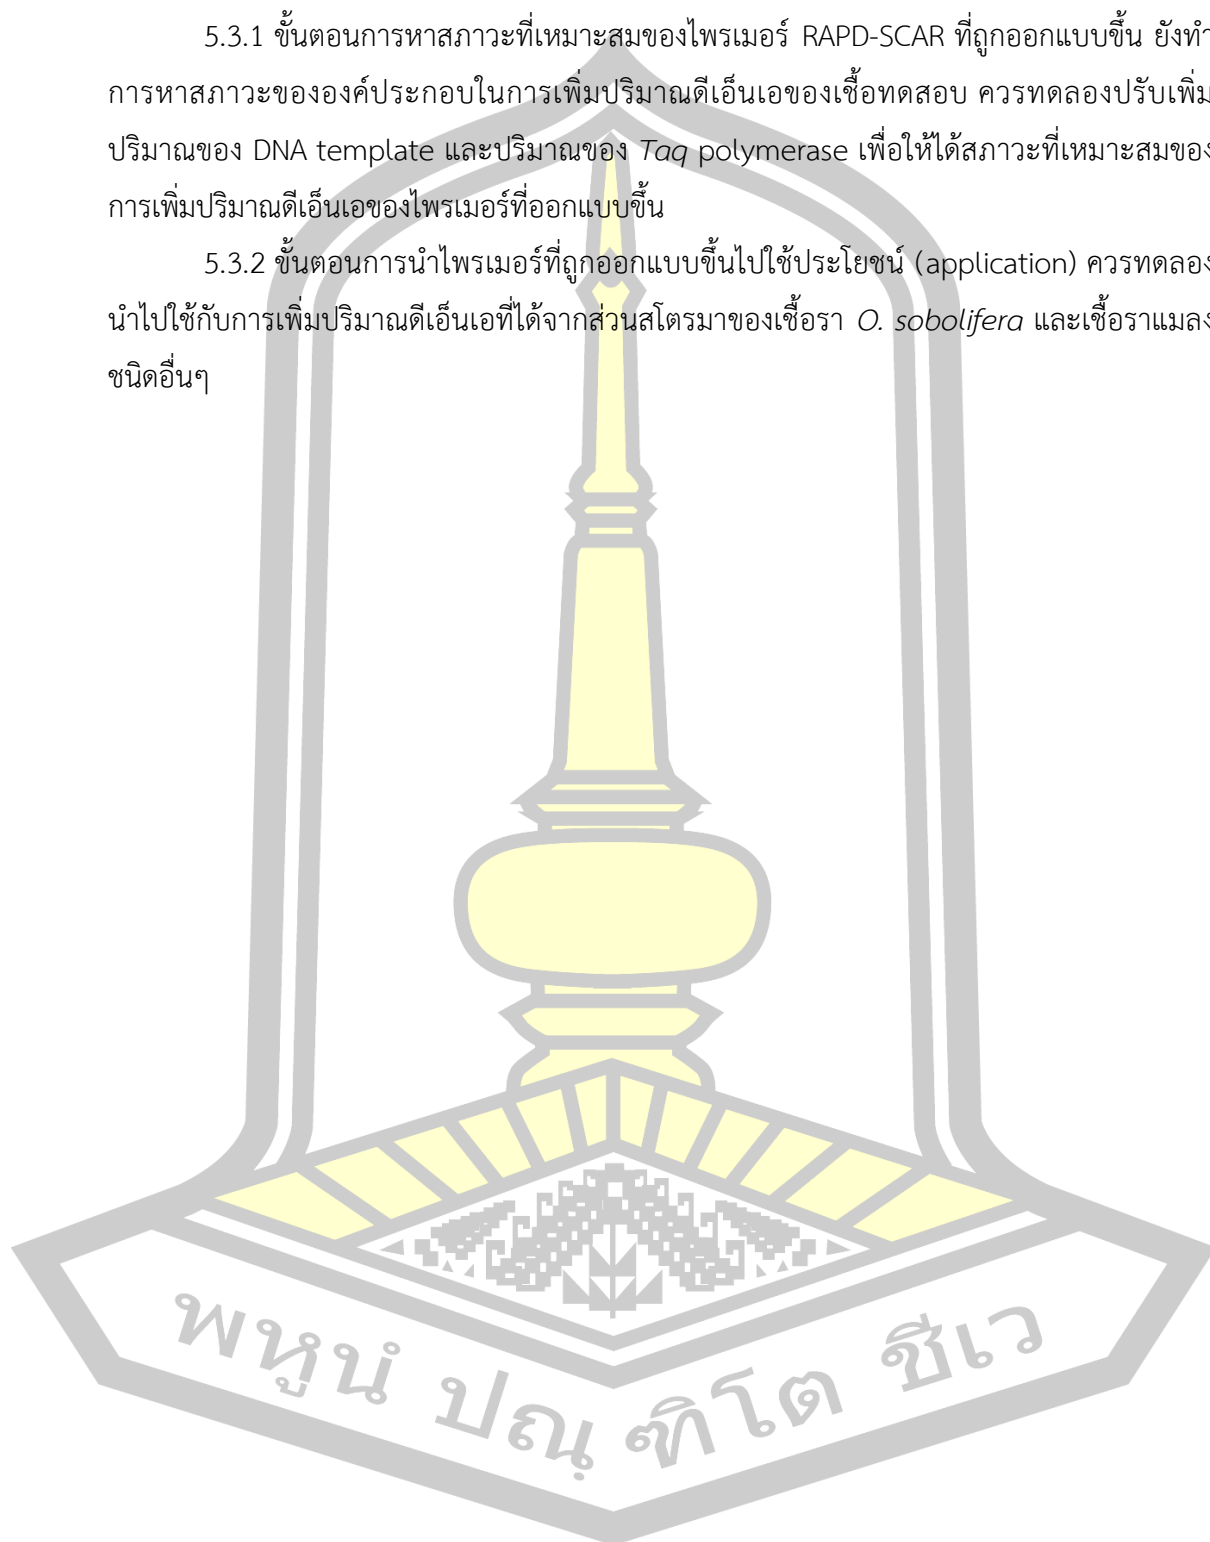 5.3.1 ขั้นตอนการหาสภาวะที่เหมาะสมของไพรเมอร์ RAPD-SCAR ที่ถูกออกแบบขึ้น ยังทำ
การหาสภาวะขององค์ประกอบในการเพิ่มปริมาณดีเอ็นเอของเชื้อทดสอบ ควรทดลองปรับเพิ่ม
ปริมาณของ DNA template และปริมาณของ Taq polymerase เพื่อให้ได้สภาวะที่เหมาะสมของ
การเพิ่มปริมาณดีเอ็นเอของไพรเมอร์ที่ออกแบบขึ้น
5.3.2 ขั้นตอนการนำไพรเมอร์ที่ถูกออกแบบขึ้นไปใช้ประโยชน์ (application) ควรทดลอง
นำไปใช้กับการเพิ่มปริมาณดีเอ็นเอที่ได้จากส่วนสโตรมาของเชื้อรา O. sobolifera และเชื้อราแมลง
ชนิดอื่นๆ
พหูนํ ปณฺฑิโต ชีเว